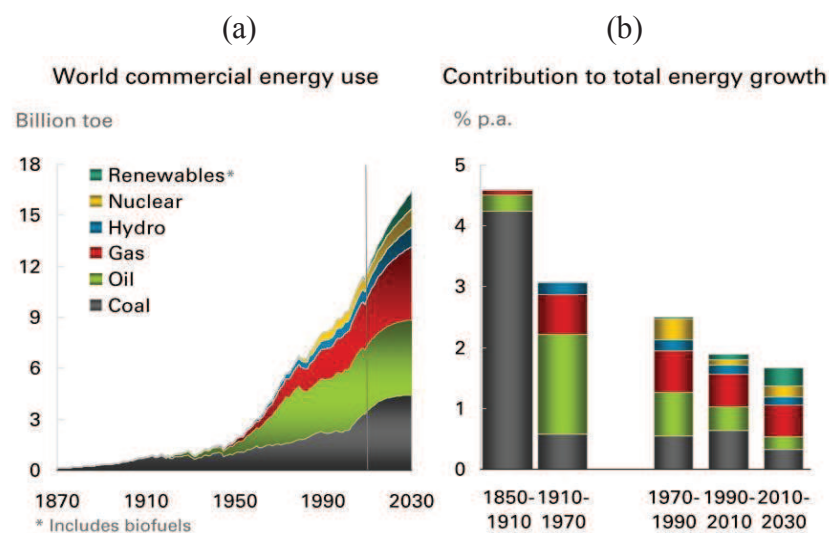 (a)
World commercial energy use
Billion toe
18
15
12
9
6
3
0
Renewables*
Nuclear
Hydro
Gas
Oil
Coal
1870 1910 1950 1990 2030
* Includes biofuels
(b)
Contribution to total energy growth
% p.a.
5
4
3
2
1
0
1850- 1910- 1970- 1990- 2010-
1910 1970 1990 2010 2030